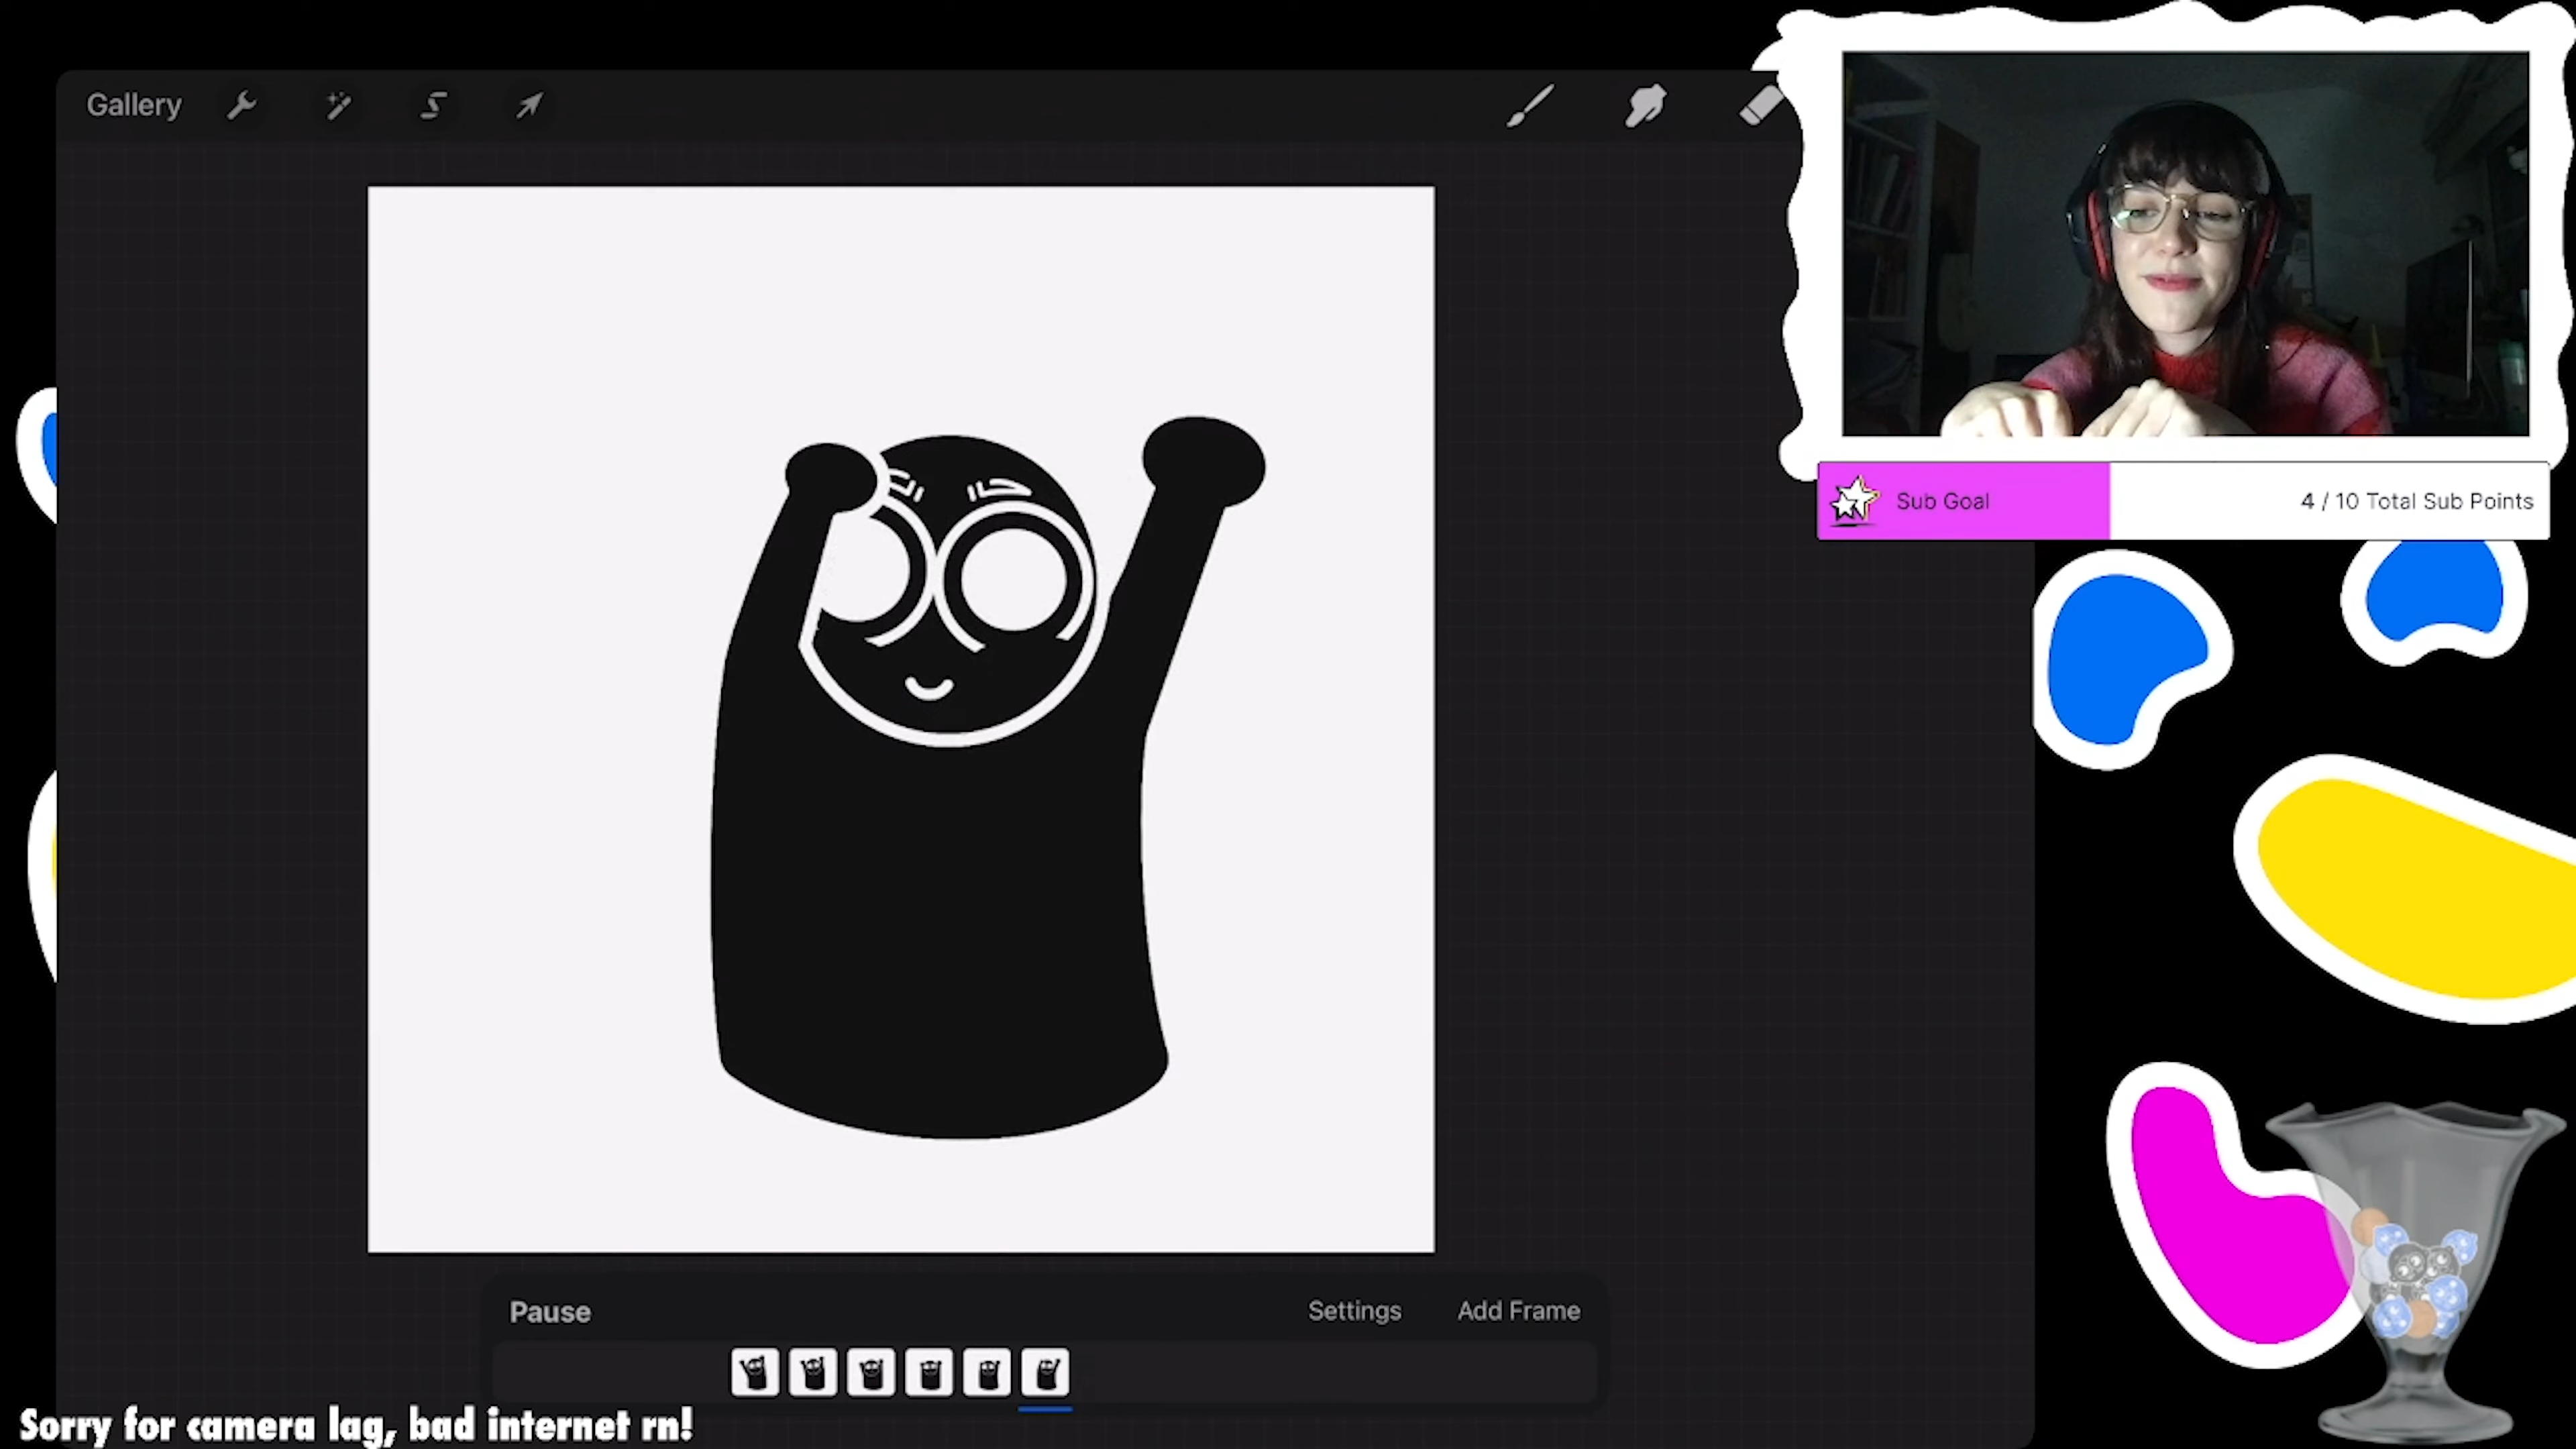 Gallery
Sub Goal
4 / 10 Total Sub Points
Pause
Settings
Add Frame
Sorry for camera lag, bad internet rn!